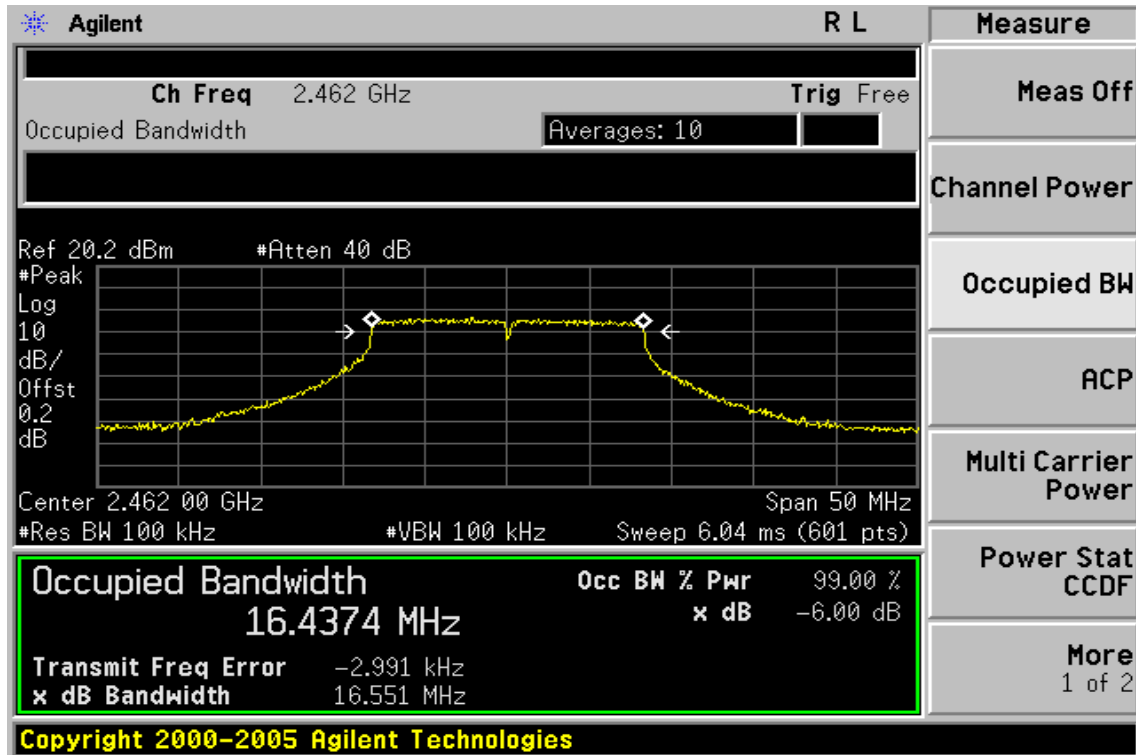 Agilent R L
Ch Freq 2.462 GHz Trig Free
Occupied Bandwidth Averages: 10
Ref 20.2 dBm #Atten 40 dB
#Peak
Log
10
dB/
Offst
0.2
dB
Center 2.462 00 GHz Span 50 MHz
#Res BW 100 kHz #VBW 100 kHz Sweep 6.04 ms (601 pts)
Occupied Bandwidth Occ BW % Pwr 99.00 %
16.4374 MHz x dB -6.00 dB
Transmit Freq Error -2.991 kHz
x dB Bandwidth 16.551 MHz
Copyright 2000-2005 Agilent Technologies
Measure
Meas Off
Channel Power
Occupied BW
ACP
Multi Carrier
Power
Power Stat
CCDF
More
1 of 2